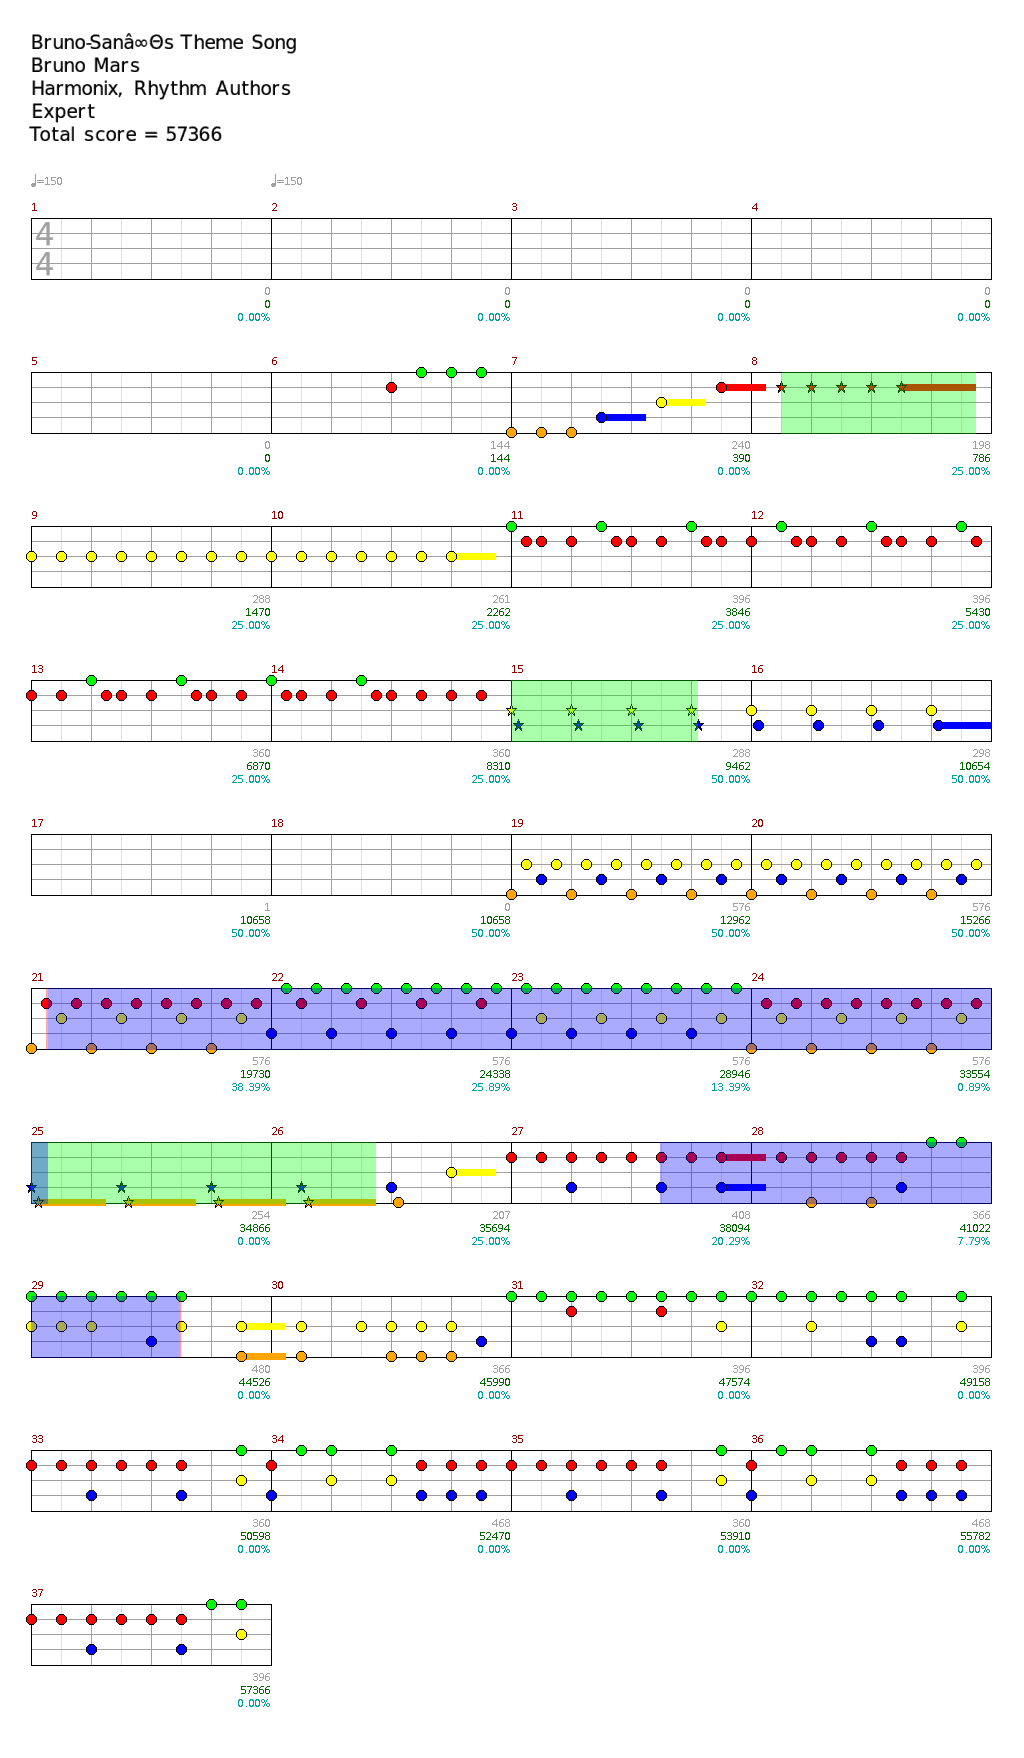 Bruno-Sanâ∞Θs Theme Song
Bruno Mars
Harmonix, Rhythm Authors
Expert
Total score = 57366
♩=150 ♩=150
1 2 3 4
4
4
0 0 0 0
0 0 0 0
0.00% 0.00% 0.00% 0.00%
5 6 7 8
0 144 240 198
0 144 390 786
0.00% 0.00% 0.00% 25.00%
9 10 11 12
288 261 396 396
1470 2262 3846 5430
25.00% 25.00% 25.00% 25.00%
13 14 15 16
360 360 288 298
6870 8310 9462 10654
25.00% 25.00% 50.00% 50.00%
17 18 19 20
1 0 576 576
10658 10658 12962 15266
50.00% 50.00% 50.00% 50.00%
21 22 23 24
576 576 576 576
19730 24338 28946 33554
38.39% 25.89% 13.39% 0.89%
25 26 27 28
254 207 408 366
34866 35694 38094 41022
0.00% 25.00% 20.29% 7.79%
29 30 31 32
480 366 396 396
44526 45990 47574 49158
0.00% 0.00% 0.00% 0.00%
33 34 35 36
360 468 360 468
50598 52470 53910 55782
0.00% 0.00% 0.00% 0.00%
37
396
57366
0.00%